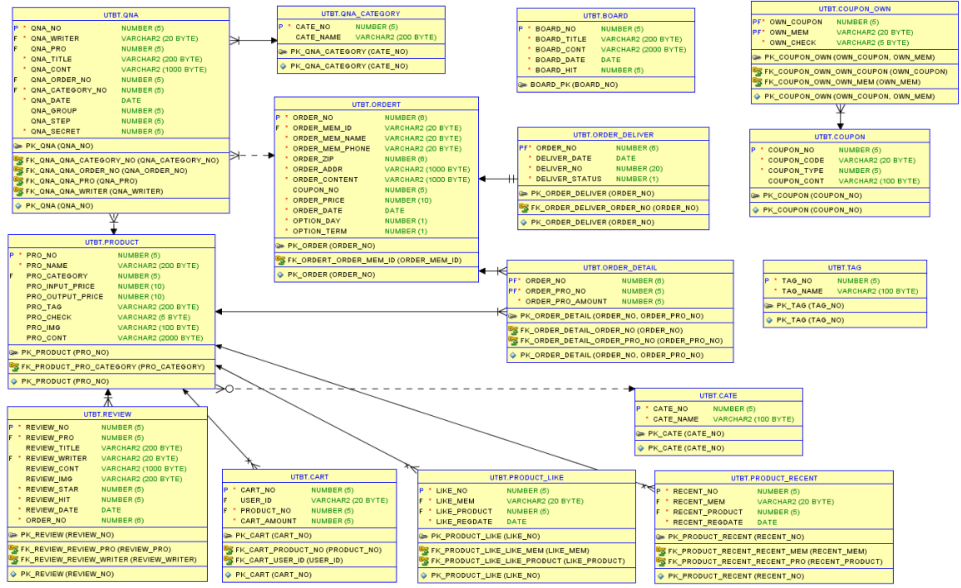 UTBT.QNA
P * QNA_NO NUMBER (5)
F * QNA_WRITER VARCHAR2 (20 BYTE)
F QNA_PRO NUMBER (5)
* QNA_TITLE VARCHAR2 (200 BYTE)
* QNA_CONT VARCHAR2 (1000 BYTE)
F QNA_ORDER_NO NUMBER (6)
F * QNA_CATEGORY_NO NUMBER (5)
* QNA_DATE DATE
QNA_GROUP NUMBER (5)
QNA_STEP NUMBER (5)
* QNA_SECRET NUMBER (5)
PK_QNA (QNA_NO)
FK_QNA_QNA_CATEGORY_NO (QNA_CATEGORY_NO)
FK_QNA_QNA_ORDER_NO (QNA_ORDER_NO)
FK_QNA_QNA_PRO (QNA_PRO)
FK_QNA_QNA_WRITER (QNA_WRITER)
PK_QNA (QNA_NO)
UTBT.QNA_CATEGORY
P * CATE_NO NUMBER (5)
CATE_NAME VARCHAR2 (200 BYTE)
PK_QNA_CATEGORY (CATE_NO)
PK_QNA_CATEGORY (CATE_NO)
UTBT.BOARD
P * BOARD_NO NUMBER (5)
* BOARD_TITLE VARCHAR2 (200 BYTE)
* BOARD_CONT VARCHAR2 (2000 BYTE)
* BOARD_DATE DATE
* BOARD_HIT NUMBER (5)
BOARD_PK (BOARD_NO)
UTBT.COUPON_OWN
PF* OWN_COUPON NUMBER (5)
PF* OWN_MEM VARCHAR2 (20 BYTE)
* OWN_CHECK VARCHAR2 (5 BYTE)
PK_COUPON_OWN (OWN_COUPON, OWN_MEM)
FK_COUPON_OWN_OWN_COUPON (OWN_COUPON)
FK_COUPON_OWN_OWN_MEM (OWN_MEM)
PK_COUPON_OWN (OWN_COUPON, OWN_MEM)
UTBT.ORDERT
P * ORDER_NO NUMBER (6)
F * ORDER_MEM_ID VARCHAR2 (20 BYTE)
* ORDER_MEM_NAME VARCHAR2 (20 BYTE)
* ORDER_MEM_PHONE VARCHAR2 (20 BYTE)
* ORDER_ZIP NUMBER (6)
* ORDER_ADDR VARCHAR2 (1000 BYTE)
* ORDER_CONTENT VARCHAR2 (1000 BYTE)
COUPON_NO NUMBER (5)
* ORDER_PRICE NUMBER (10)
* ORDER_DATE DATE
* OPTION_DAY NUMBER (1)
* OPTION_TERM NUMBER (1)
PK_ORDER (ORDER_NO)
FK_ORDERT_ORDER_MEM_ID (ORDER_MEM_ID)
PK_ORDER (ORDER_NO)
UTBT.ORDER_DELIVER
PF* ORDER_NO NUMBER (6)
* DELIVER_DATE DATE
* DELIVER_NO NUMBER (20)
* DELIVER_STATUS NUMBER (1)
PK_ORDER_DELIVER (ORDER_NO)
FK_ORDER_DELIVER_ORDER_NO (ORDER_NO)
PK_ORDER_DELIVER (ORDER_NO)
UTBT.COUPON
P * COUPON_NO NUMBER (5)
* COUPON_CODE VARCHAR2 (20 BYTE)
* COUPON_TYPE NUMBER (5)
COUPON_CONT VARCHAR2 (100 BYTE)
PK_COUPON (COUPON_NO)
PK_COUPON (COUPON_NO)
UTBT.PRODUCT
P * PRO_NO NUMBER (5)
* PRO_NAME VARCHAR2 (200 BYTE)
F PRO_CATEGORY NUMBER (5)
PRO_INPUT_PRICE NUMBER (10)
PRO_OUTPUT_PRICE NUMBER (10)
PRO_TAG VARCHAR2 (200 BYTE)
PRO_CHECK VARCHAR2 (5 BYTE)
PRO_IMG VARCHAR2 (100 BYTE)
PRO_CONT VARCHAR2 (2000 BYTE)
PK_PRODUCT (PRO_NO)
FK_PRODUCT_PRO_CATEGORY (PRO_CATEGORY)
PK_PRODUCT (PRO_NO)
UTBT.ORDER_DETAIL
PF* ORDER_NO NUMBER (6)
PF* ORDER_PRO_NO NUMBER (5)
* ORDER_PRO_AMOUNT NUMBER (5)
PK_ORDER_DETAIL (ORDER_NO, ORDER_PRO_NO)
FK_ORDER_DETAIL_ORDER_NO (ORDER_NO)
FK_ORDER_DETAIL_ORDER_PRO_NO (ORDER_PRO_NO)
PK_ORDER_DETAIL (ORDER_NO, ORDER_PRO_NO)
UTBT.TAG
P * TAG_NO NUMBER (5)
* TAG_NAME VARCHAR2 (100 BYTE)
PK_TAG (TAG_NO)
PK_TAG (TAG_NO)
UTBT.CATE
P * CATE_NO NUMBER (5)
* CATE_NAME VARCHAR2 (100 BYTE)
PK_CATE (CATE_NO)
PK_CATE (CATE_NO)
UTBT.REVIEW
P * REVIEW_NO NUMBER (5)
F * REVIEW_PRO NUMBER (5)
REVIEW_TITLE VARCHAR2 (200 BYTE)
F * REVIEW_WRITER VARCHAR2 (20 BYTE)
REVIEW_CONT VARCHAR2 (1000 BYTE)
REVIEW_IMG VARCHAR2 (200 BYTE)
* REVIEW_STAR NUMBER (5)
* REVIEW_HIT NUMBER (5)
* REVIEW_DATE DATE
* ORDER_NO NUMBER (6)
PK_REVIEW (REVIEW_NO)
FK_REVIEW_REVIEW_PRO (REVIEW_PRO)
FK_REVIEW_REVIEW_WRITER (REVIEW_WRITER)
PK_REVIEW (REVIEW_NO)
UTBT.CART
P * CART_NO NUMBER (5)
F USER_ID VARCHAR2 (20 BYTE)
F * PRODUCT_NO NUMBER (5)
* CART_AMOUNT NUMBER (5)
PK_CART (CART_NO)
FK_CART_PRODUCT_NO (PRODUCT_NO)
FK_CART_USER_ID (USER_ID)
PK_CART (CART_NO)
UTBT.PRODUCT_LIKE
P * LIKE_NO NUMBER (5)
F * LIKE_MEM VARCHAR2 (20 BYTE)
F * LIKE_PRODUCT NUMBER (5)
* LIKE_REGDATE DATE
PK_PRODUCT_LIKE (LIKE_NO)
FK_PRODUCT_LIKE_LIKE_MEM (LIKE_MEM)
FK_PRODUCT_LIKE_LIKE_PRODUCT (LIKE_PRODUCT)
PK_PRODUCT_LIKE (LIKE_NO)
UTBT.PRODUCT_RECENT
P * RECENT_NO NUMBER (5)
F * RECENT_MEM VARCHAR2 (20 BYTE)
F * RECENT_PRODUCT NUMBER (5)
* RECENT_REGDATE DATE
PK_PRODUCT_RECENT (RECENT_NO)
FK_PRODUCT_RECENT_RECENT_MEM (RECENT_MEM)
FK_PRODUCT_RECENT_RECENT_PRO (RECENT_PRODUCT)
PK_PRODUCT_RECENT (RECENT_NO)